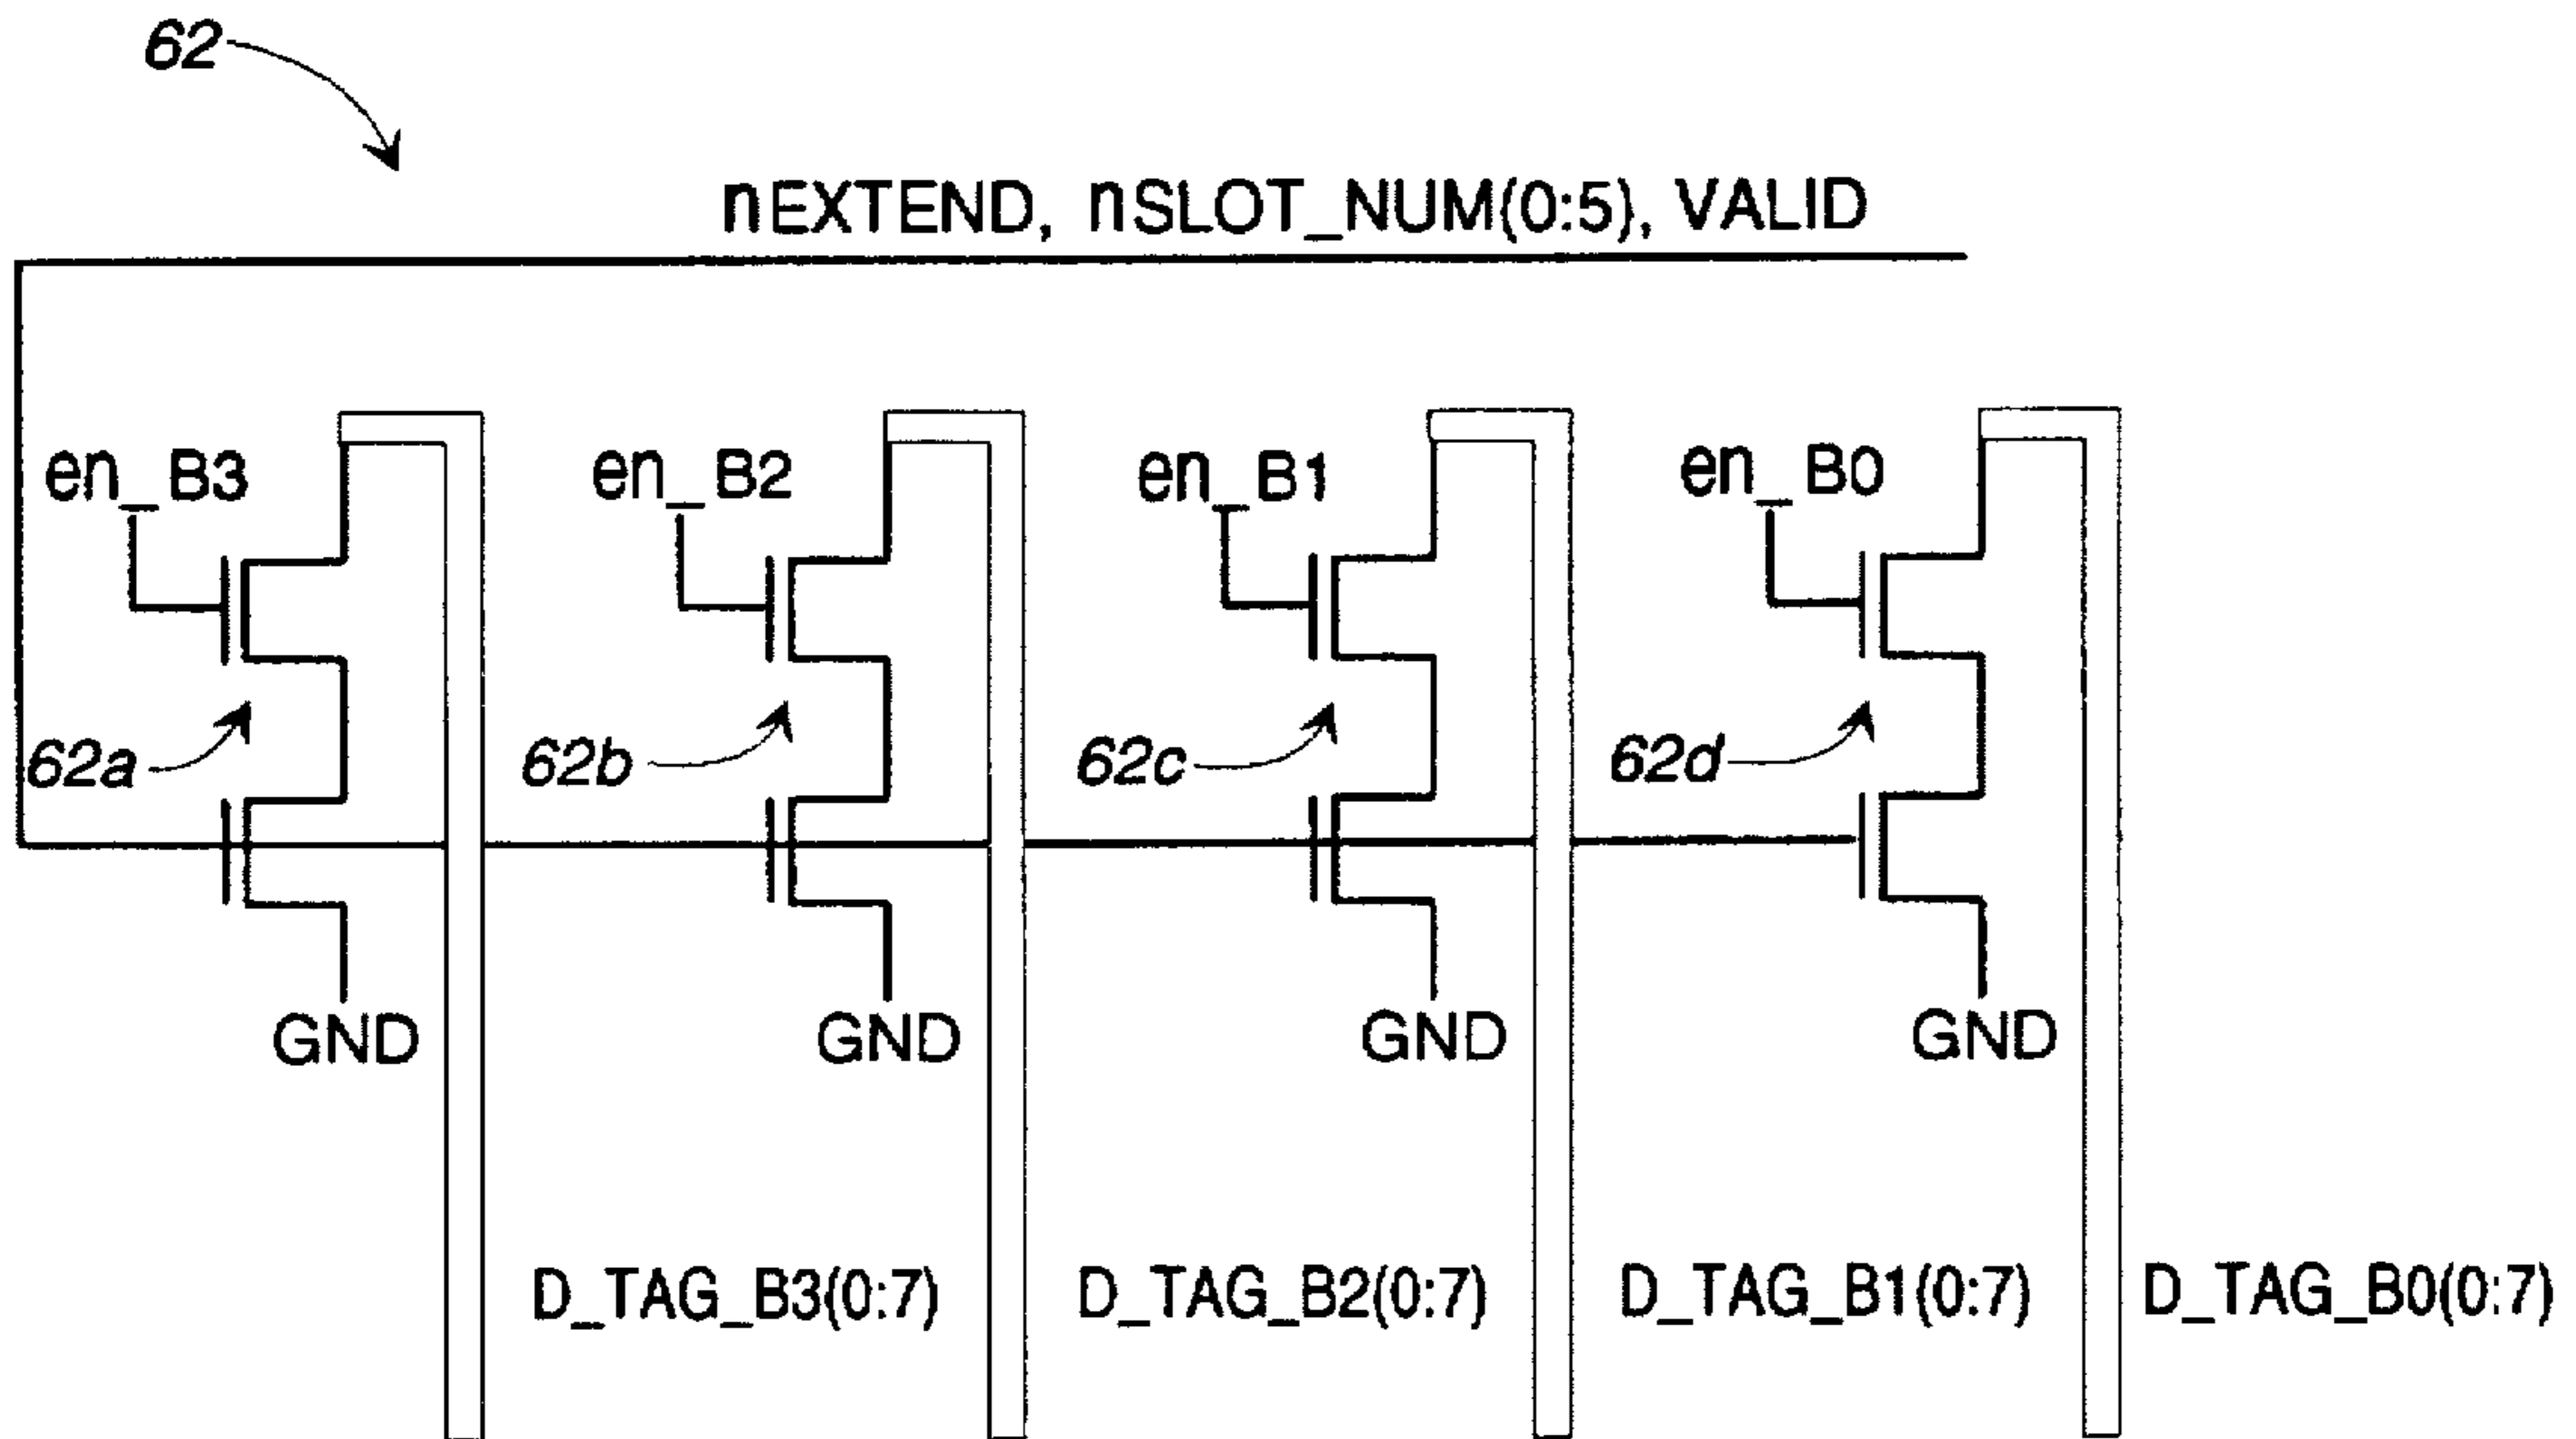 62
nEXTEND, nSLOT_NUM(0:5), VALID
en_B3 en_B2 en_B1 en_B0
62a 62b 62c 62d
GND GND GND GND
D_TAG_B3(0:7) D_TAG_B2(0:7) D_TAG_B1(0:7) D_TAG_B0(0:7)